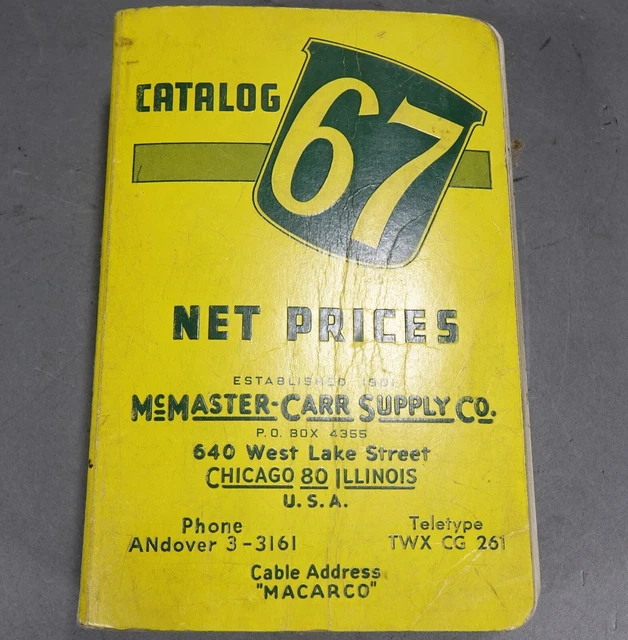 CATALOG 67
NET PRICES
ESTABLISHED 1901
McMASTER-CARR SUPPLY CO.
P.O. BOX 4355
640 West Lake Street
CHICAGO 80 ILLINOIS
U.S.A.
Phone
ANdover 3-3161
Teletype
TWX CG 261
Cable Address
"MACARCO"